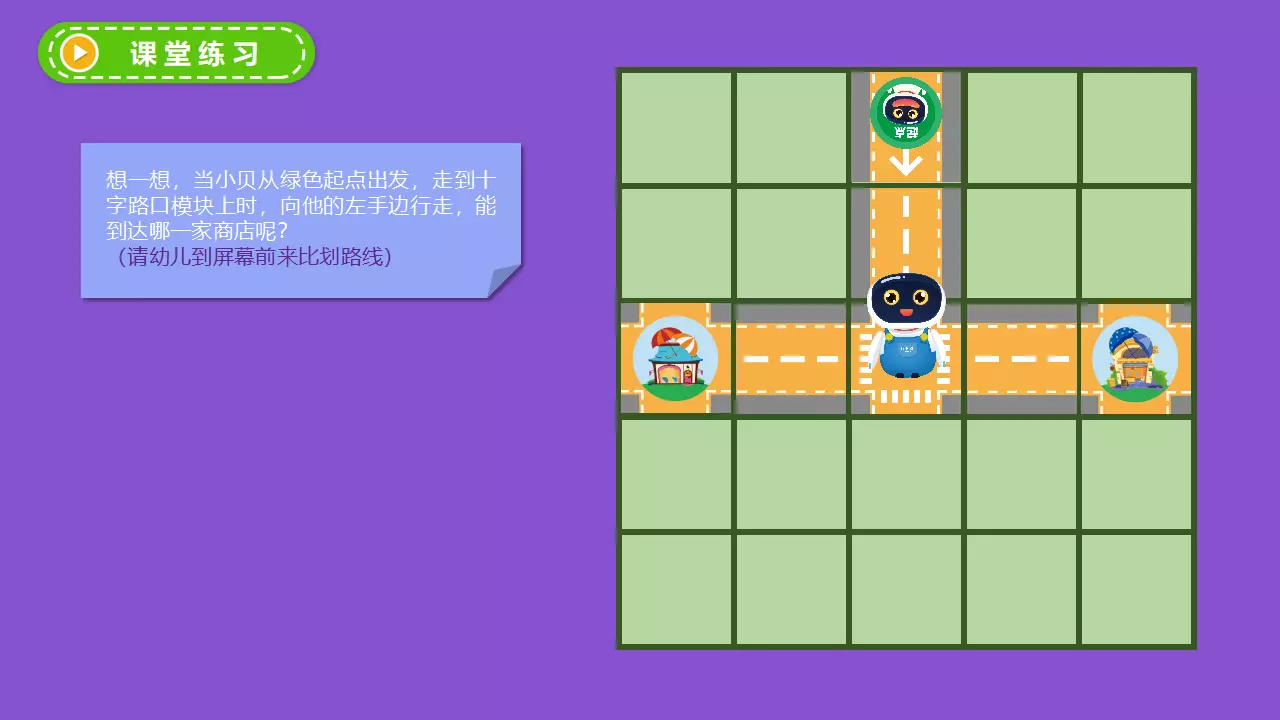 课堂练习
想一想，当小贝从绿色起点出发，走到十
字路口模块上时，向他的左手边行走，能
到达哪一家商店呢？
（请幼儿到屏幕前来比划路线）
起点